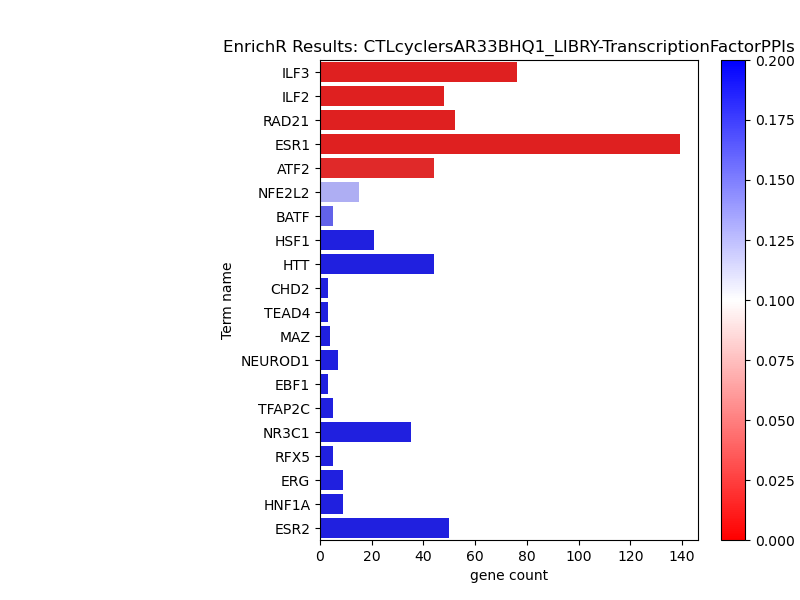 EnrichR Results: CTLcyclersAR33BHQ1_LIBRY-TranscriptionFactorPPIs
Term name
ILF3
ILF2
RAD21
ESR1
ATF2
NFE2L2
BATF
HSF1
HTT
CHD2
TEAD4
MAZ
NEUROD1
EBF1
TFAP2C
NR3C1
RFX5
ERG
HNF1A
ESR2
0 20 40 60 80 100 120 140
gene count
0.200
0.175
0.150
0.125
0.100
0.075
0.050
0.025
0.000